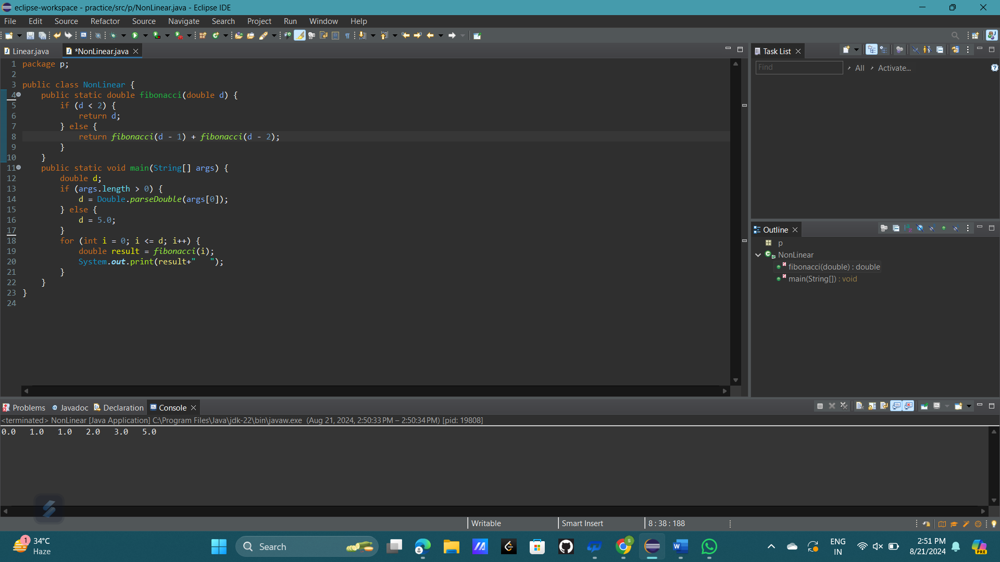 eclipse-workspace - practice/src/p/NonLinear.java - Eclipse IDE
File Edit Source Refactor Source Navigate Search Project Run Window Help
Linear.java *NonLinear.java
1 package p;
2
3 public class NonLinear {
4 public static double fibonacci(double d) {
5 if (d < 2) {
6 return d;
7 } else {
8 return fibonacci(d - 1) + fibonacci(d - 2);
9 }
10 }
11 public static void main(String[] args) {
12 double d;
13 if (args.length > 0) {
14 d = Double.parseDouble(args[0]);
15 } else {
16 d = 5.0;
17 }
18 for (int i = 0; i <= d; i++) {
19 double result = fibonacci(i);
20 System.out.print(result+"   ");
21 }
22 }
23 }
24
Task List
Find All Activate...
Outline
p
NonLinear
fibonacci(double) : double
main(String[]) : void
Problems Javadoc Declaration Console
<terminated> NonLinear [Java Application] C:\Program Files\Java\jdk-22\bin\javaw.exe (Aug 21, 2024, 2:50:33 PM – 2:50:34 PM) [pid: 19808]
0.0   1.0   1.0   2.0   3.0   5.0
Writable Smart Insert 8 : 38 : 188
1 34°C
Haze
Search
ENG
IN
2:51 PM
8/21/2024
PRE